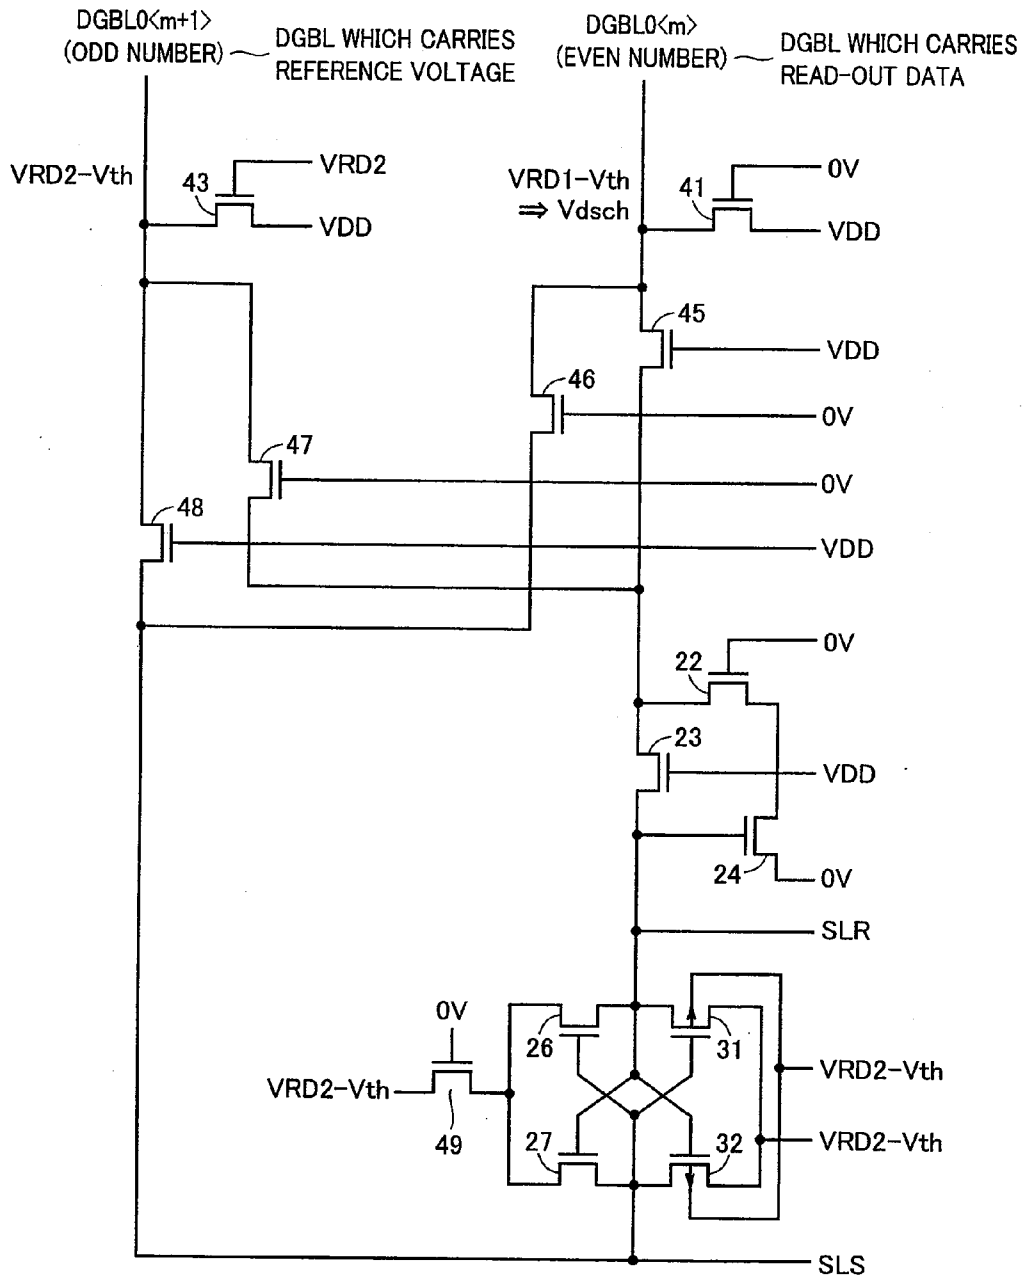 DGBL0<m+1>
(ODD NUMBER)
DGBL WHICH CARRIES
REFERENCE VOLTAGE
DGBL0<m>
(EVEN NUMBER)
DGBL WHICH CARRIES
READ-OUT DATA
VRD2-Vth
43
VRD2
VDD
VRD1-Vth
⇒ Vdsch
41
0V
VDD
45
VDD
46
0V
47
0V
48
VDD
22
0V
23
VDD
24
0V
SLR
0V
26
31
VRD2-Vth
VRD2-Vth
49
27
32
VRD2-Vth
SLS